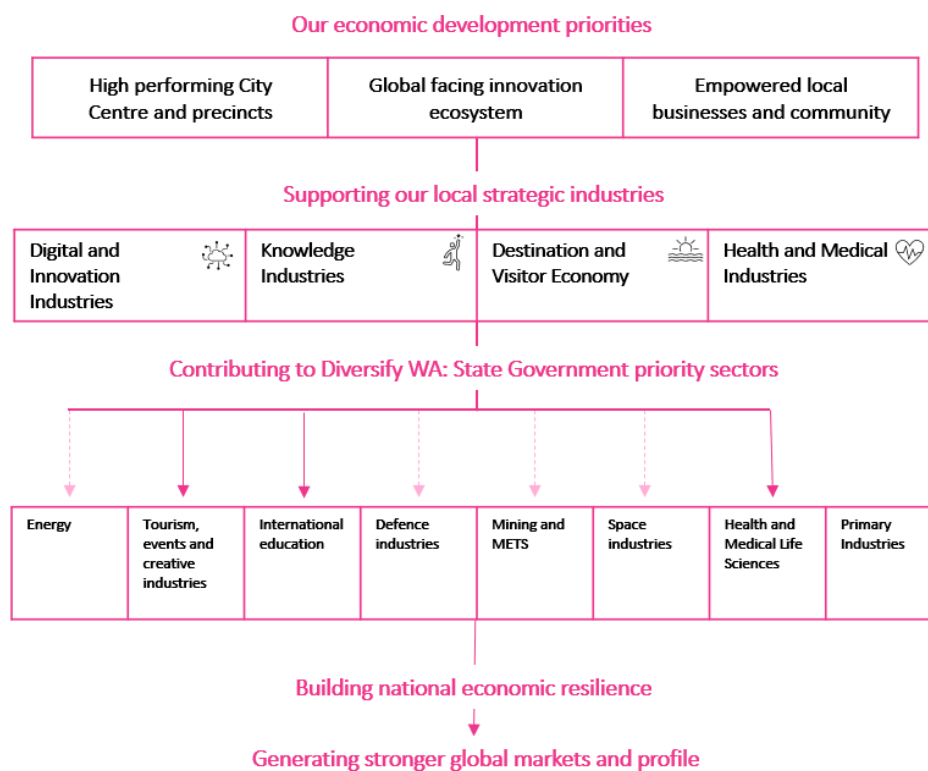 Our economic development priorities
High performing City
Centre and precincts
Global facing innovation
ecosystem
Empowered local
businesses and community
Supporting our local strategic industries
Digital and
Innovation
Industries
Knowledge
Industries
Destination and
Visitor Economy
Health and Medical
Industries
Contributing to Diversify WA: State Government priority sectors
Energy
Tourism,
events and
creative
industries
International
education
Defence
industries
Mining and
METS
Space
industries
Health and
Medical Life
Sciences
Primary
Industries
Building national economic resilience
Generating stronger global markets and profile